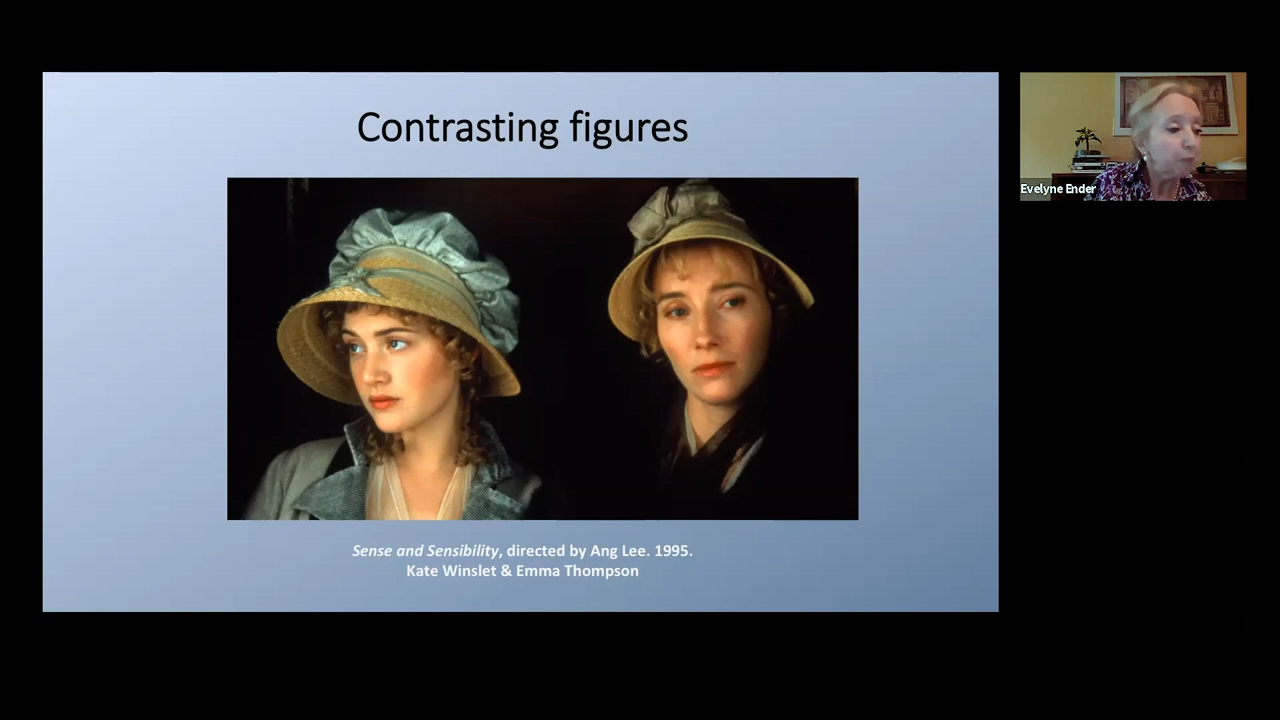 Contrasting figures
Sense and Sensibility, directed by Ang Lee. 1995.
Kate Winslet & Emma Thompson
Evelyne Ender